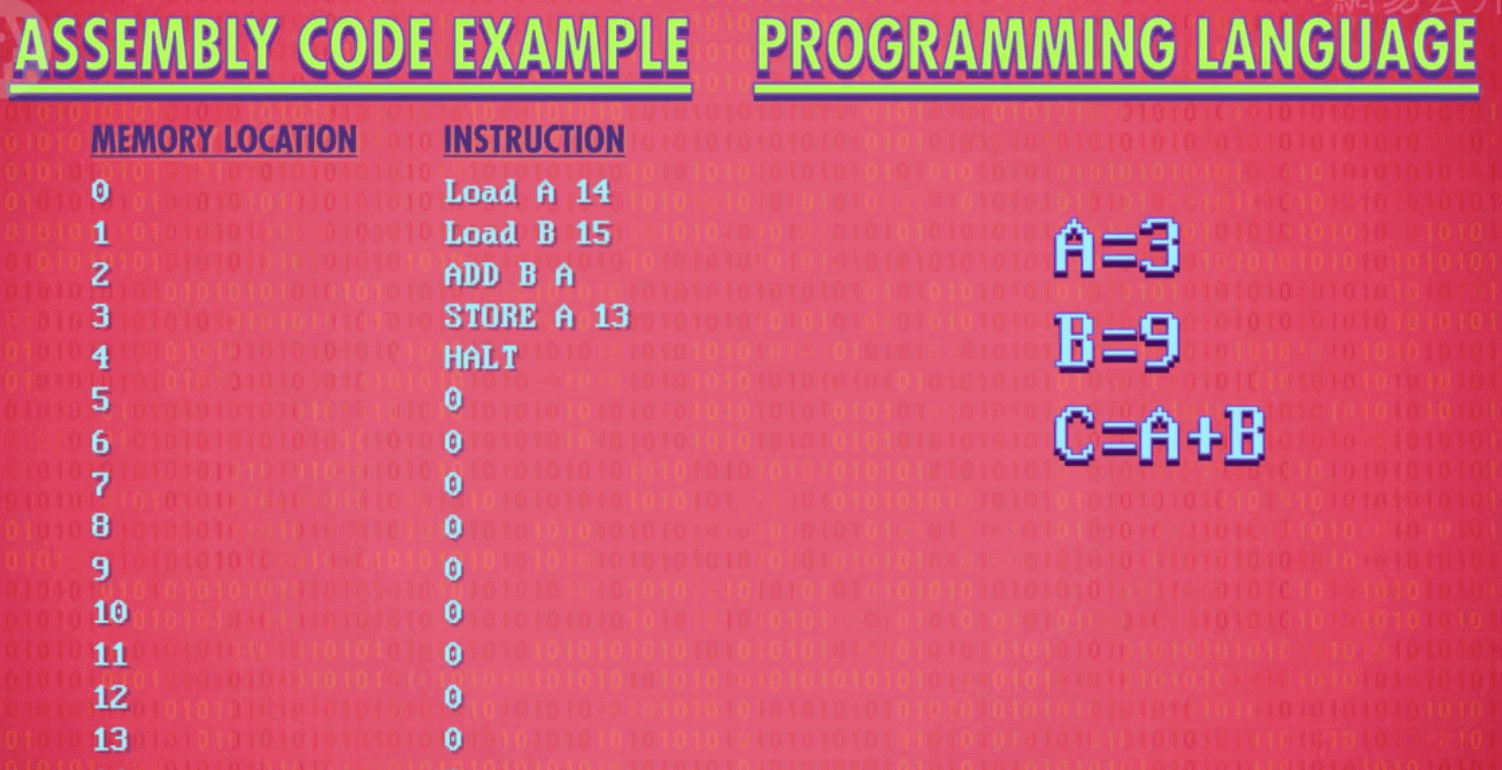 ASSEMBLY CODE EXAMPLE
MEMORY LOCATION INSTRUCTION
0 Load A 14
1 Load B 15
2 ADD B A
3 STORE A 13
4 HALT
5 0
6 0
7 0
8 0
9 0
10 0
11 0
12 0
13 0
PROGRAMMING LANGUAGE
A=3
B=9
C=A+B